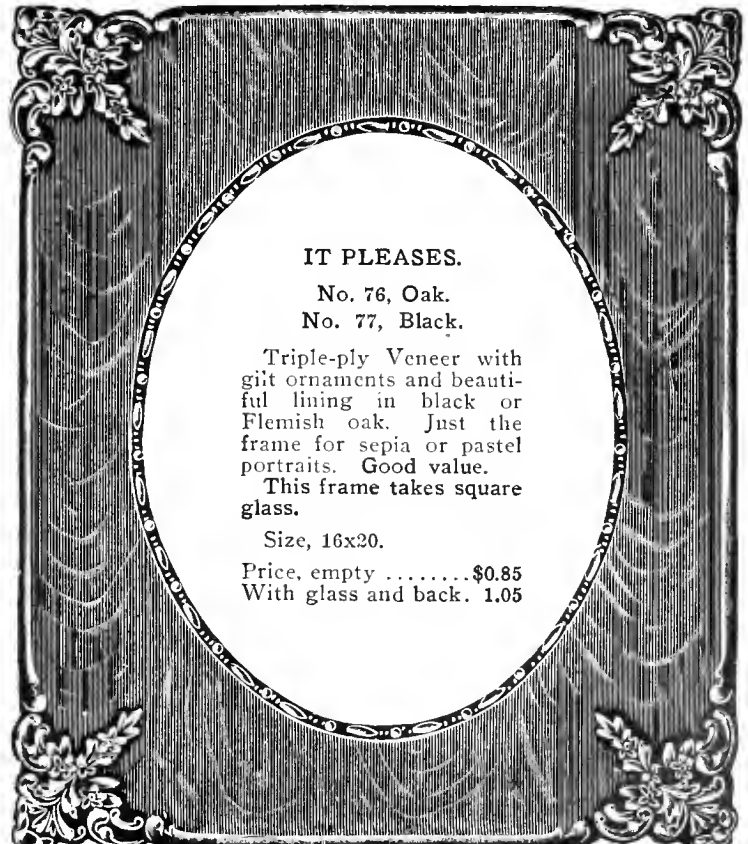 IT PLEASES.
No. 76, Oak.
No. 77, Black.
Triple-ply Veneer with
gilt ornaments and beauti-
ful lining in black or
Flemish oak. Just the
frame for sepia or pastel
portraits. Good value.
This frame takes square
glass.
Size, 16x20.
Price, empty ........$0.85
With glass and back. 1.05